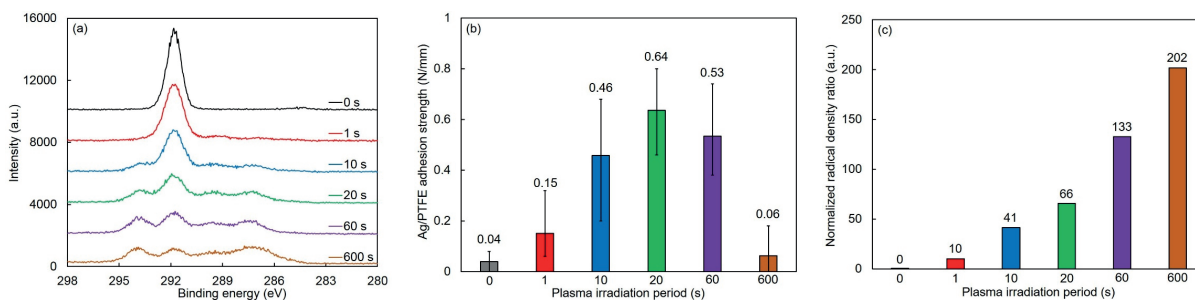 (a)
Intensity (a.u.)
16000
12000
8000
4000
0
0 s
1 s
10 s
20 s
60 s
600 s
298 295 292 289 286 283 280
Binding energy (eV)
(b)
Ag/PTFE adhesion strength (N/mm)
1
0.8
0.6
0.4
0.2
0
0.04
0.15
0.46
0.64
0.53
0.06
0 1 10 20 60 600
Plasma irradiation period (s)
(c)
Normalized radical density ratio (a.u.)
250
200
150
100
50
0
0
10
41
66
133
202
0 1 10 20 60 600
Plasma irradiation period (s)